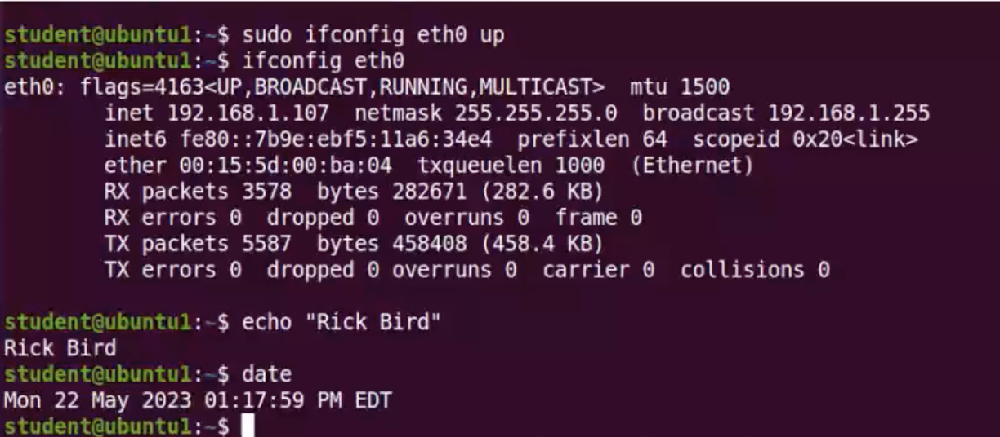 student@ubuntu1:~$ sudo ifconfig eth0 up
student@ubuntu1:~$ ifconfig eth0
eth0: flags=4163<UP,BROADCAST,RUNNING,MULTICAST>  mtu 1500
        inet 192.168.1.107  netmask 255.255.255.0  broadcast 192.168.1.255
        inet6 fe80::7b9e:ebf5:11a6:34e4  prefixlen 64  scopeid 0x20<link>
        ether 00:15:5d:00:ba:04  txqueuelen 1000  (Ethernet)
        RX packets 3578  bytes 282671 (282.6 KB)
        RX errors 0  dropped 0  overruns 0  frame 0
        TX packets 5587  bytes 458408 (458.4 KB)
        TX errors 0  dropped 0 overruns 0  carrier 0  collisions 0
student@ubuntu1:~$ echo "Rick Bird"
Rick Bird
student@ubuntu1:~$ date
Mon 22 May 2023 01:17:59 PM EDT
student@ubuntu1:~$